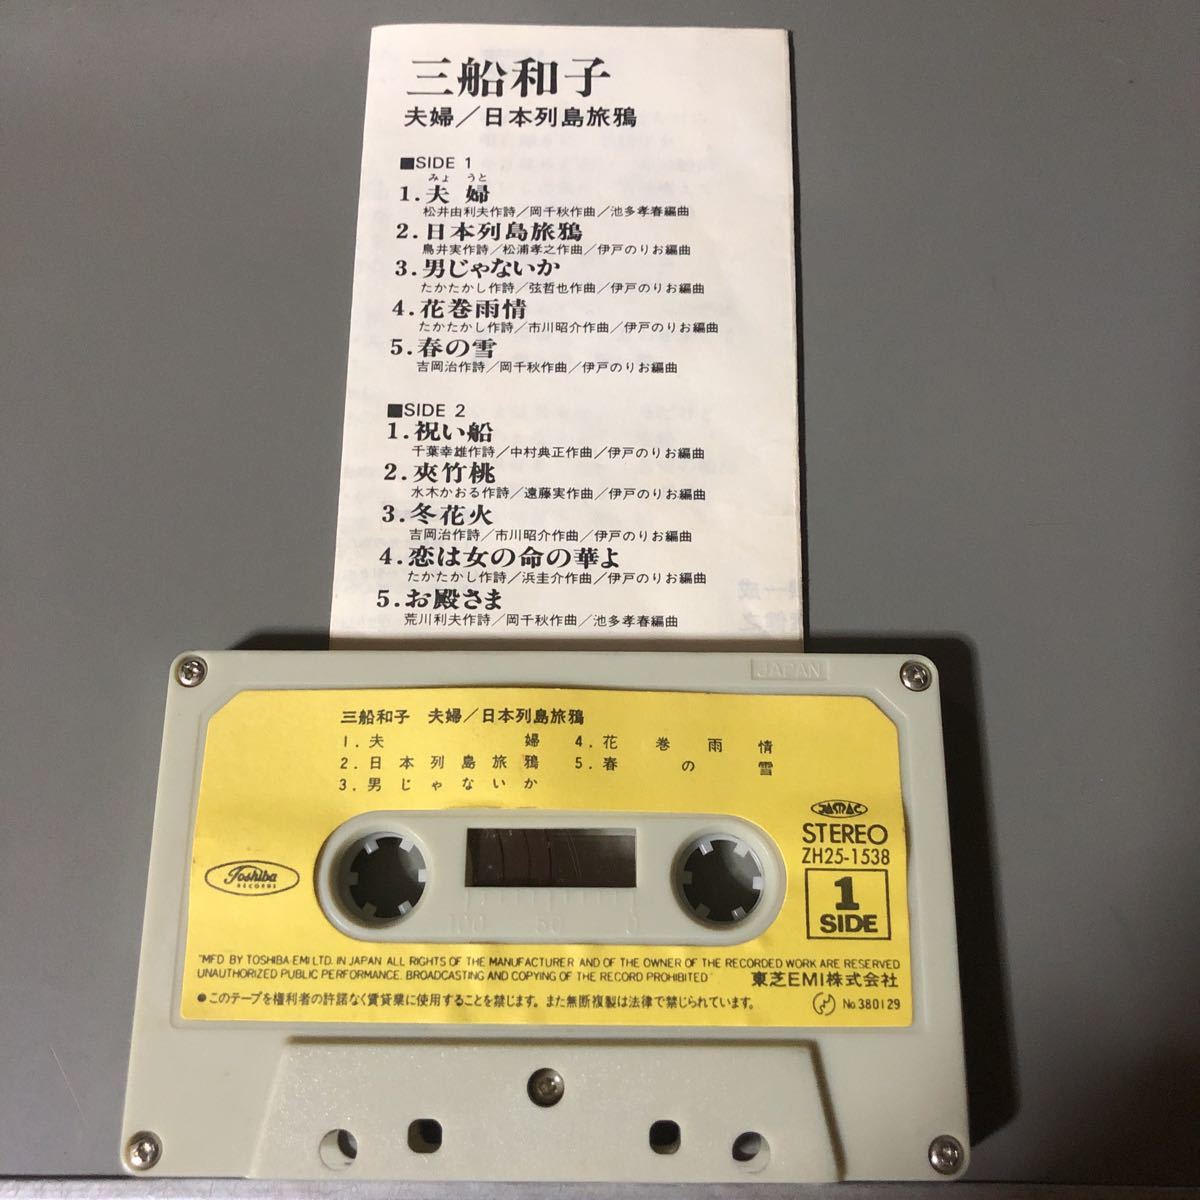 三船和子
夫婦／日本列島旅鴉
■SIDE 1
みょうと
1.夫婦
松井由利夫作詩／岡千秋作曲／池多孝春編曲
2.日本列島旅鴉
鳥井実作詩／松浦孝之作曲／伊戸のりお編曲
3.男じゃないか
たかたかし作詩／弦哲也作曲／伊戸のりお編曲
4.花巻雨情
たかたかし作詩／市川昭介作曲／伊戸のりお編曲
5.春の雪
吉岡治作詩／岡千秋作曲／伊戸のりお編曲
■SIDE 2
1.祝い船
千葉幸雄作詩／中村典正作曲／伊戸のりお編曲
2.夾竹桃
水木かおる作詩／遠藤実作曲／伊戸のりお編曲
3.冬花火
吉岡治作詩／市川昭介作曲／伊戸のりお編曲
4.恋は女の命の華よ
たかたかし作詩／浜圭介作曲／伊戸のりお編曲
5.お殿さま
荒川利夫作詩／岡千秋作曲／池多孝春編曲
JAPAN
三船和子 夫婦／日本列島旅鴉
1.夫婦 4.花巻雨情
2.日本列島旅鴉 5.春の雪
3.男じゃないか
JAMAC
STEREO
ZH25-1538
Toshiba
RECORDS
1
SIDE
100 50 0
"MFD BY TOSHIBA-EMI LTD. IN JAPAN ALL RIGHTS OF THE MANUFACTURER AND OF THE OWNER OF THE RECORDED WORK ARE RESERVED
UNAUTHORIZED PUBLIC PERFORMANCE. BROADCASTING AND COPYING OF THE RECORD PROHIBITED" 東芝EMI株式会社
●このテープを権利者の許諾なく賃貸業に使用することを禁じます。また無断複製は法律で禁じられています。 No.380129